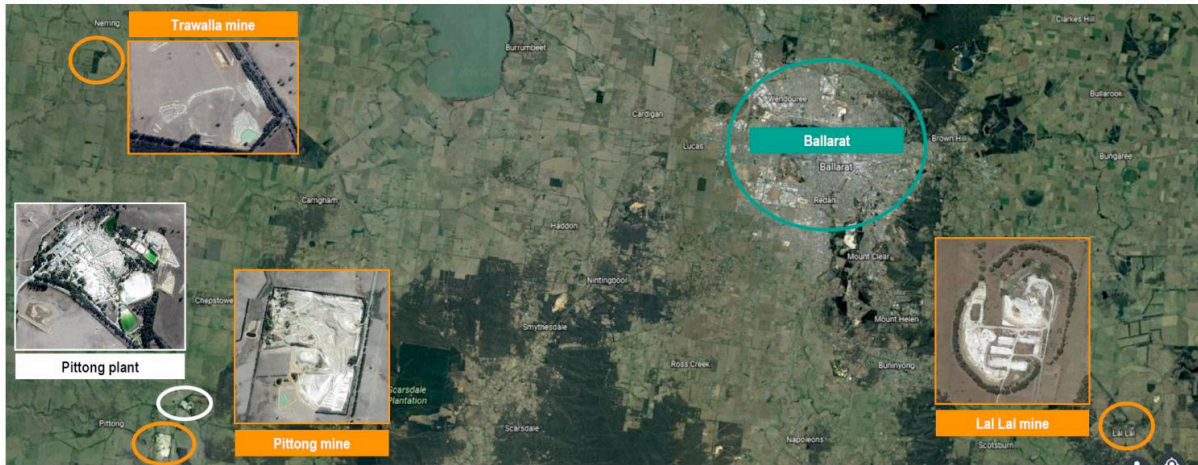 Nerring
Trawalla mine
Burrumbeet
Clarkes Hill
Wendouree
Bullarook
Cardigan
Ballarat
Brown Hill
Lucas
Bungaree
Ballarat
Carngham
Redan
Haddon
Mount Clear
Nintingbool
Chepstowe
Mount Helen
Smythesdale
Pittong plant
Ross Creek
Buninyong
Scarsdale
Plantation
Pittong
Scarsdale
Lal Lal mine
Lal Lal
Pittong mine
Napoleons
Scotsburn